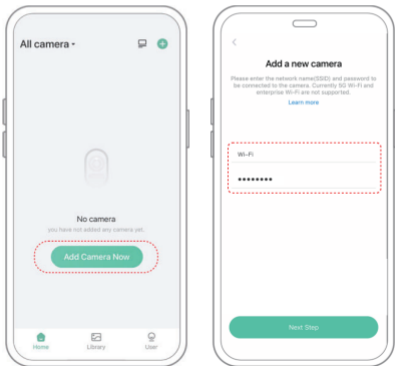 All camera
No camera
you have not added any camera yet.
Add Camera Now
Home
Library
User
Add a new camera
Please enter the network name(SSID) and password to
be connected to the camera. Currently 5G Wi-Fi and
enterprise Wi-Fi are not supported.
Learn more
Wi-Fi
••••••••
Next Step